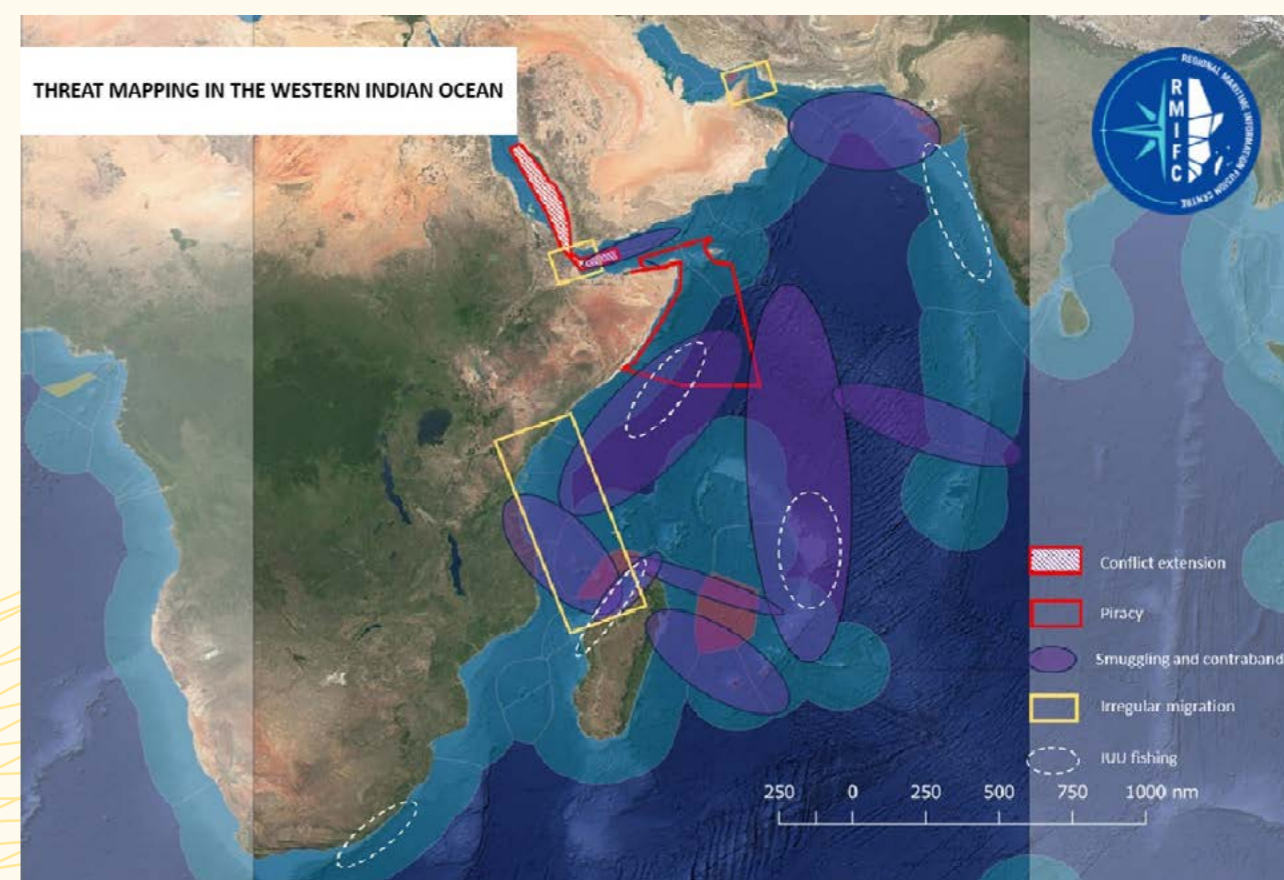 THREAT MAPPING IN THE WESTERN INDIAN OCEAN
REGIONAL MARITIME INFORMATION FUSION CENTRE
R
M
I
F
C
Conflict extension
Piracy
Smuggling and contraband
Irregular migration
IUU fishing
250 0 250 500 750 1000 nm